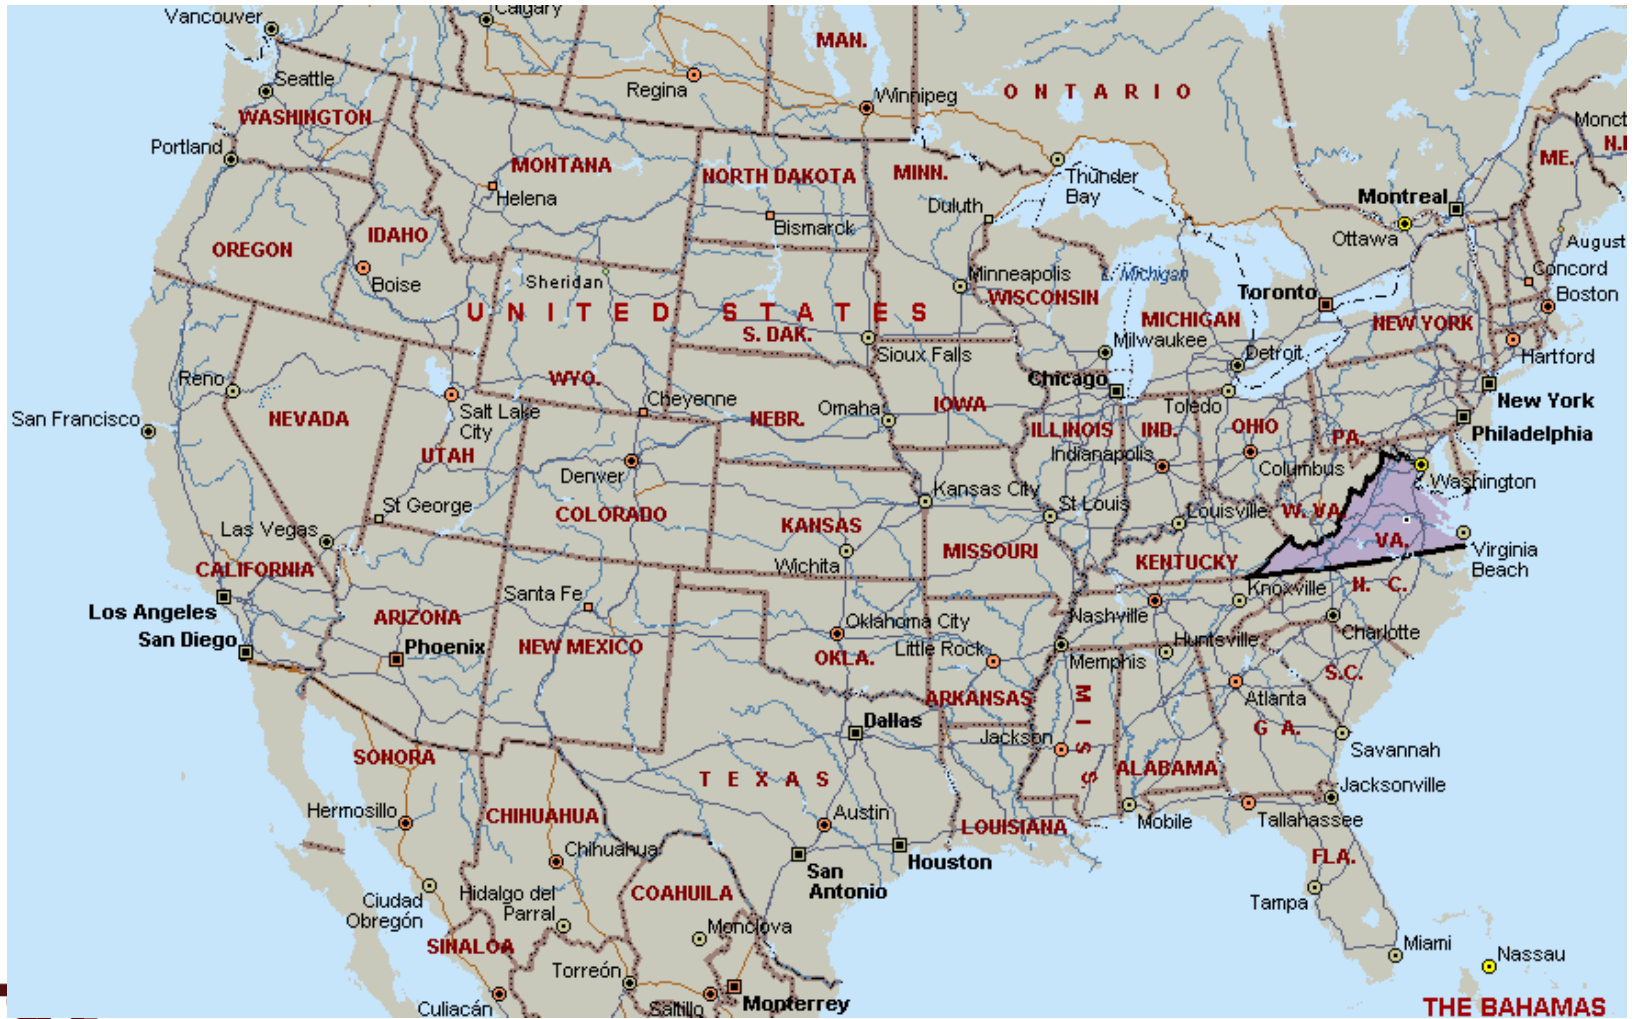 Calgary
Vancouver
MAN.
Seattle
Regina
Winnipeg
ONTARIO
WASHINGTON
Portland
MONTANA
NORTH DAKOTA
MINN.
Thunder
Bay
ME.
Helena
Duluth
Montreal
Bismarck
Ottawa
OREGON
IDAHO
August
Boise
Sheridan
Minneapolis
L. Michigan
Concord
WISCONSIN
Toronto
Boston
UNITED STATES
MICHIGAN
NEW YORK
S. DAK.
Milwaukee
Sioux Falls
Detroit
Hartford
Reno
WYO.
Chicago
Cheyenne
Salt Lake
City
Omaha
IOWA
Toledo
New York
San Francisco
NEVADA
NEBR.
ILLINOIS
IND.
OHIO
PA.
Philadelphia
UTAH
Indianapolis
Denver
Columbus
Washington
Kansas City
St George
St Louis
Louisville
W. VA.
COLORADO
KANSAS
Las Vegas
MISSOURI
VA.
Virginia
Beach
CALIFORNIA
Wichita
KENTUCKY
Knoxville
N. C.
Santa Fe
Los Angeles
ARIZONA
Oklahoma City
Nashville
Charlotte
San Diego
Phoenix
NEW MEXICO
OKLA.
Little Rock
Huntsville
Memphis
S.C.
ARKANSAS
MISS.
Atlanta
Dallas
G A.
Jackson
SONORA
Savannah
TEXAS
ALABAMA
Jacksonville
Hermosillo
CHIHUAHUA
Austin
LOUISIANA
Mobile
Tallahassee
Chihuahua
San
Antonio
Houston
FLA.
Ciudad
Obregón
Hidalgo del
Parral
COAHUILA
Tampa
Monclova
SINALOA
Miami
Nassau
Torreón
Culiacán
Saltillo
Monterrey
THE BAHAMAS